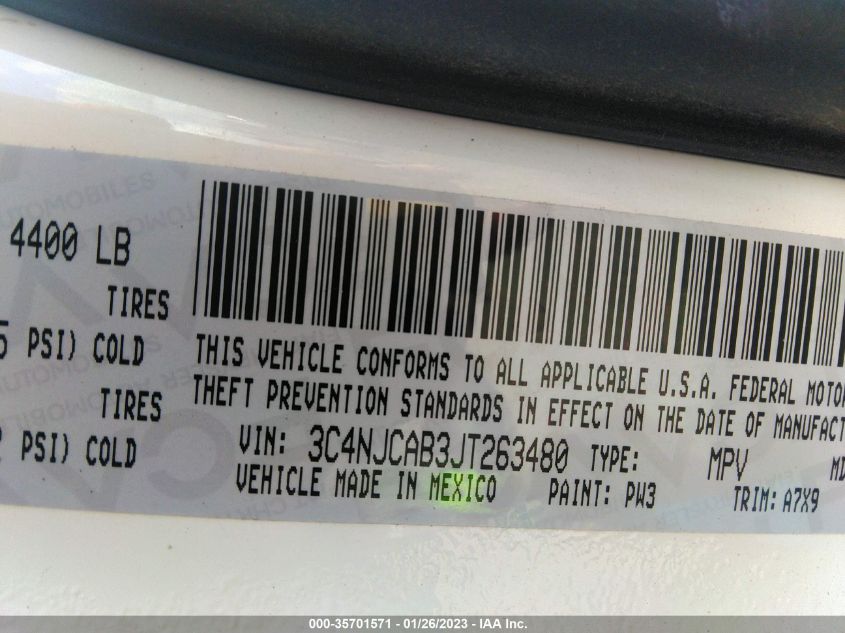 4400 LB
TIRES
PSI) COLD
TIRES
PSI) COLD
THIS VEHICLE CONFORMS TO ALL APPLICABLE U.S.A. FEDERAL MOTOR
THEFT PREVENTION STANDARDS IN EFFECT ON THE DATE OF MANUFACT
VIN: 3C4NJCAB3JT263480 TYPE: MPV MD
VEHICLE MADE IN MEXICO PAINT: PW3 TRIM: A7X9
000-35701571 - 01/26/2023 - IAA Inc.